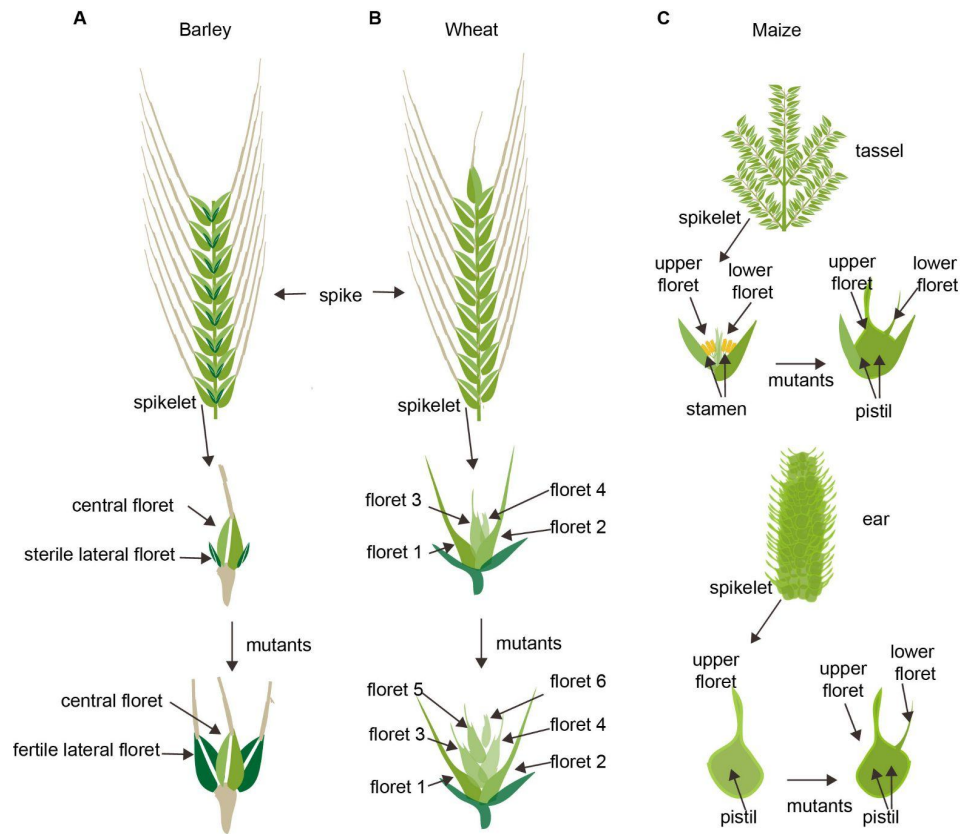 A
Barley
B
Wheat
C
Maize
tassel
spikelet
upper
floret
lower
floret
upper
floret
lower
floret
spike
mutants
stamen
pistil
spikelet
spikelet
central floret
sterile lateral floret
floret 3
floret 4
floret 1
floret 2
ear
spikelet
mutants
mutants
upper
floret
upper
floret
lower
floret
central floret
fertile lateral floret
floret 5
floret 6
floret 3
floret 4
floret 1
floret 2
pistil
mutants
pistil